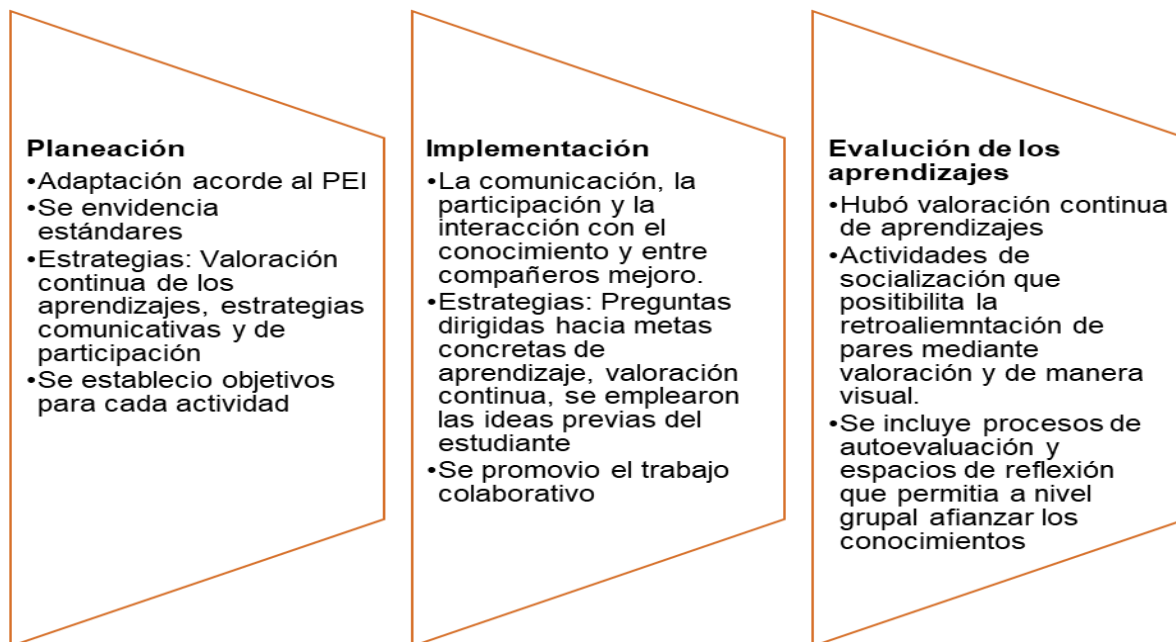 Planeación
•Adaptación acorde al PEI
•Se envidencia
estándares
•Estrategias: Valoración
continua de los
aprendizajes, estrategias
comunicativas y de
participación
•Se establecio objetivos
para cada actividad
Implementación
•La comunicación, la
participación y la
interacción con el
conocimiento y entre
compañeros mejoro.
•Estrategias: Preguntas
dirigidas hacia metas
concretas de
aprendizaje, valoración
continua, se emplearon
las ideas previas del
estudiante
•Se promovio el trabajo
colaborativo
Evalución de los
aprendizajes
•Hubó valoración continua
de aprendizajes
•Actividades de
socialización que
positibilita la
retroaliemntación de
pares mediante
valoración y de manera
visual.
•Se incluye procesos de
autoevaluación y
espacios de reflexión
que permitia a nivel
grupal afianzar los
conocimientos